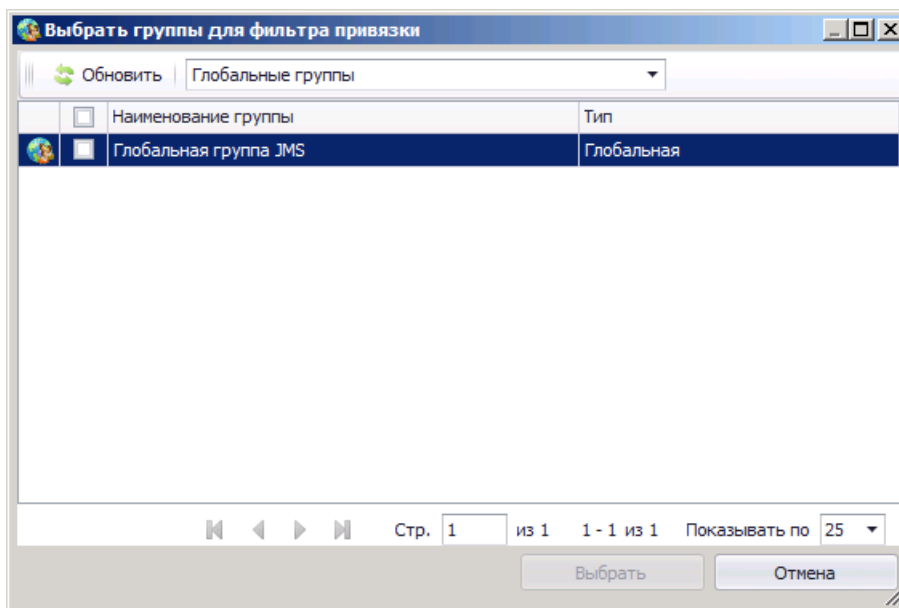 Выбрать группы для фильтра привязки
Обновить Глобальные группы
Наименование группы Тип
Глобальная группа JMS Глобальная
Стр. 1 из 1 1 - 1 из 1 Показывать по 25
Выбрать Отмена